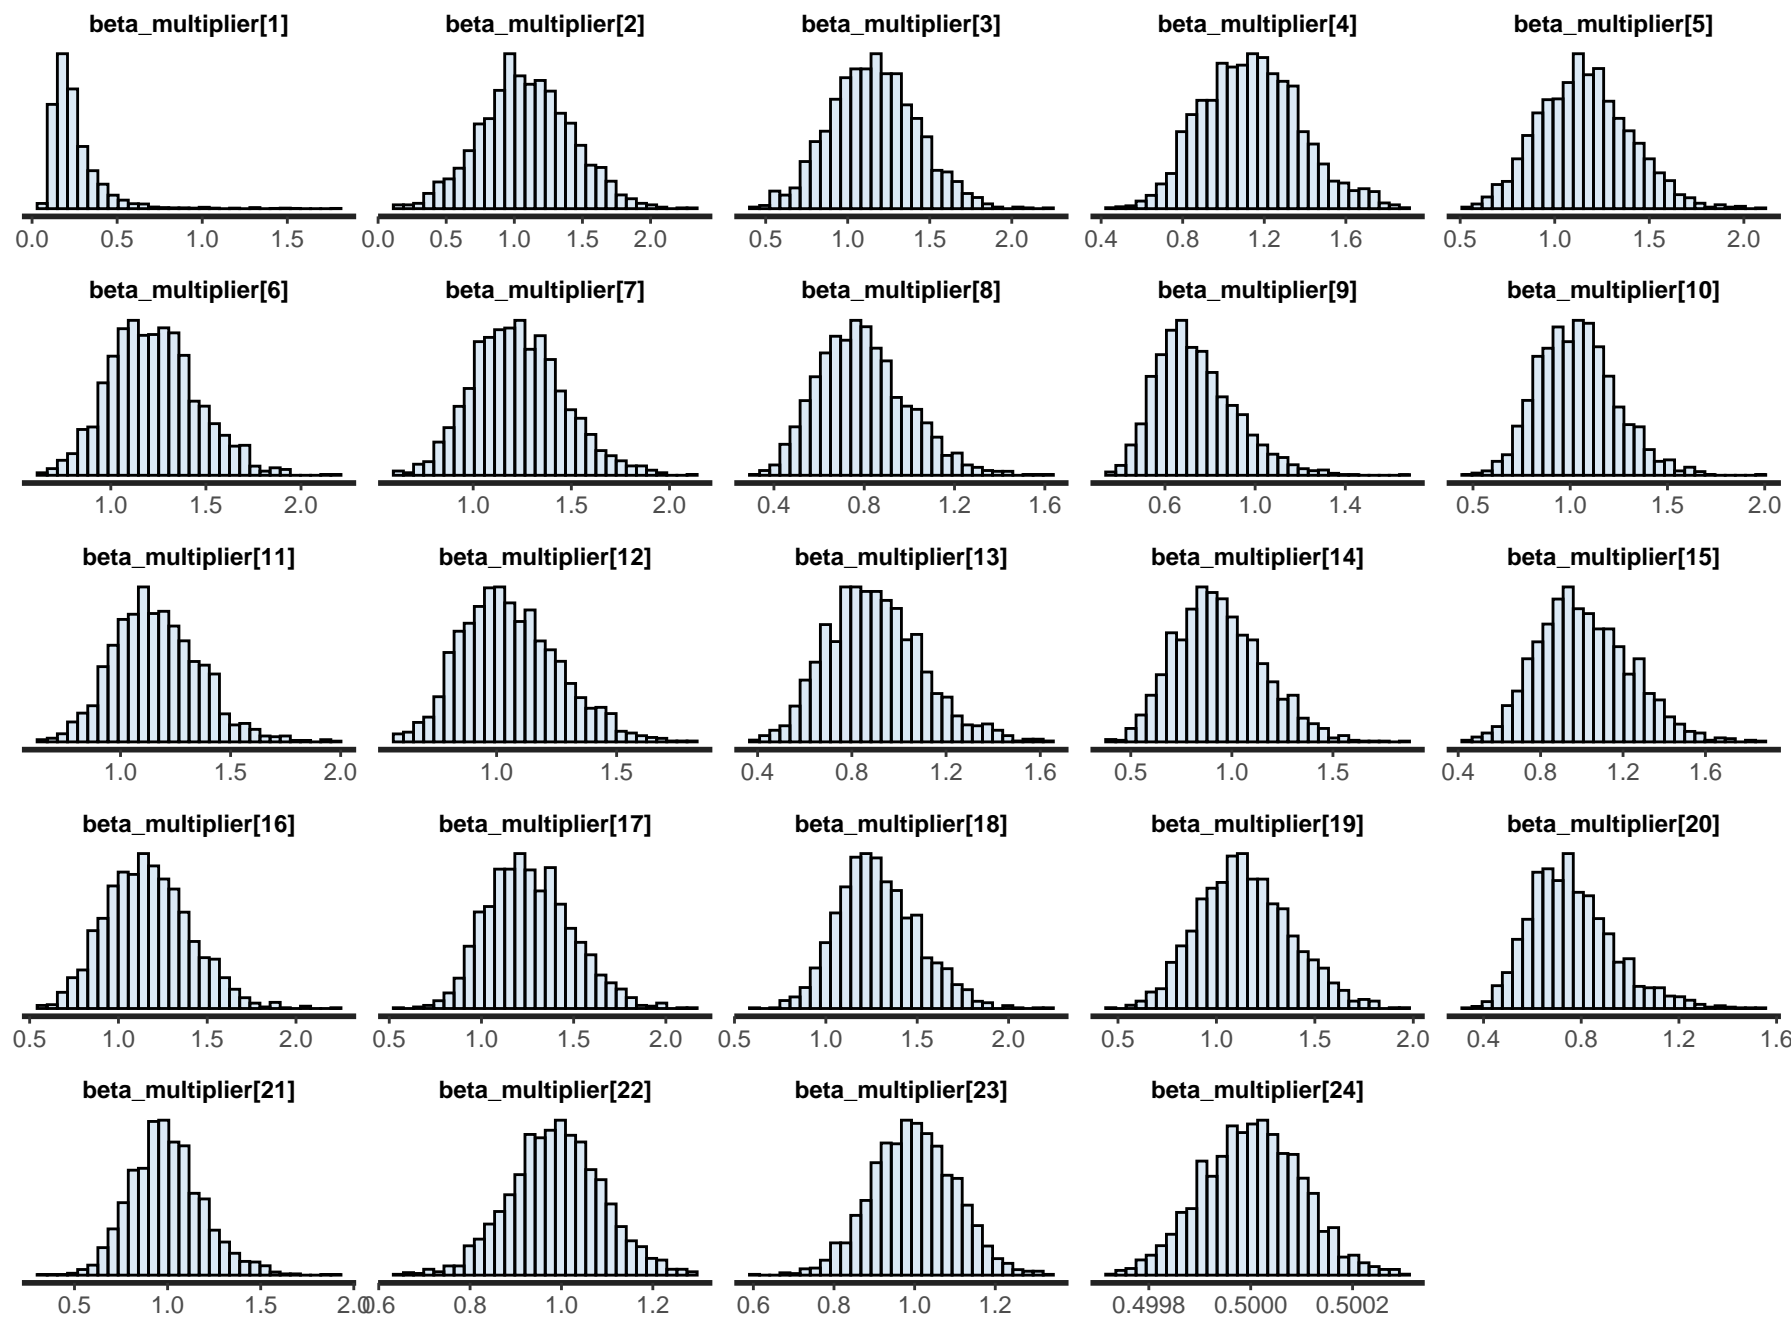 beta_multiplier[1] beta_multiplier[2] beta_multiplier[3] beta_multiplier[4] beta_multiplier[5]
0.0 0.5 1.0 1.5 0.0 0.5 1.0 1.5 2.0 0.5 1.0 1.5 2.0 0.4 0.8 1.2 1.6 0.5 1.0 1.5 2.0
beta_multiplier[6] beta_multiplier[7] beta_multiplier[8] beta_multiplier[9] beta_multiplier[10]
1.0 1.5 2.0 1.0 1.5 2.0 0.4 0.8 1.2 1.6 0.6 1.0 1.4 0.5 1.0 1.5 2.0
beta_multiplier[11] beta_multiplier[12] beta_multiplier[13] beta_multiplier[14] beta_multiplier[15]
1.0 1.5 2.0 1.0 1.5 0.4 0.8 1.2 1.6 0.5 1.0 1.5 0.4 0.8 1.2 1.6
beta_multiplier[16] beta_multiplier[17] beta_multiplier[18] beta_multiplier[19] beta_multiplier[20]
0.5 1.0 1.5 2.0 0.5 1.0 1.5 2.0 0.5 1.0 1.5 2.0 0.5 1.0 1.5 2.0 0.4 0.8 1.2 1.6
beta_multiplier[21] beta_multiplier[22] beta_multiplier[23] beta_multiplier[24]
0.5 1.0 1.5 2.0 0.6 0.8 1.0 1.2 0.6 0.8 1.0 1.2 0.4998 0.5000 0.5002